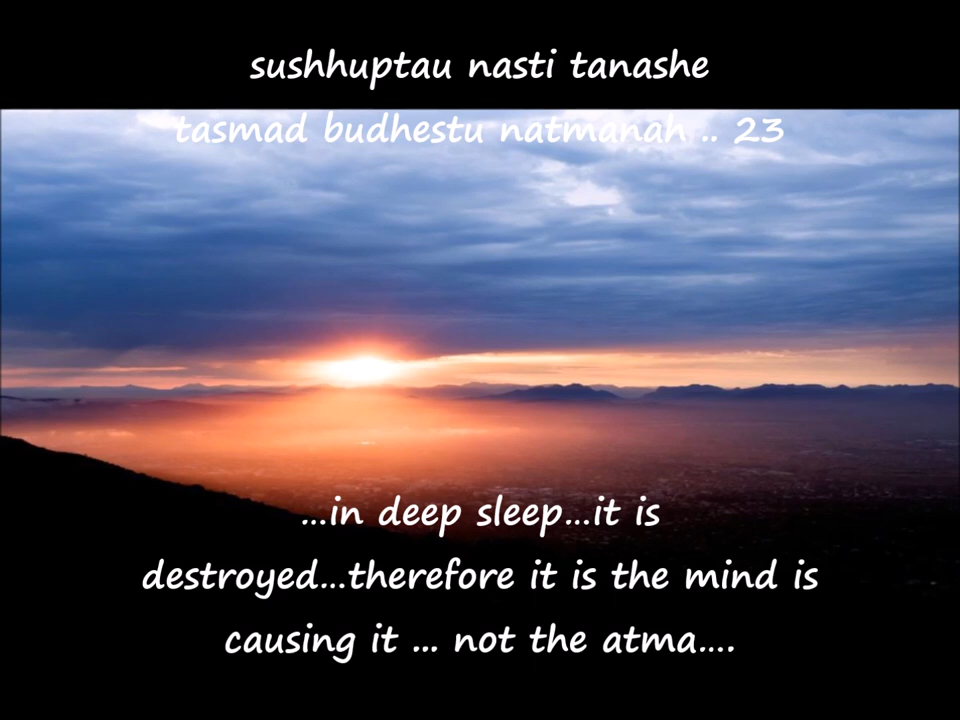 sushhuptau nasti tanashe
tasmad budhestu natmanah .. 23
...in deep sleep...it is
destroyed...therefore it is the mind is
causing it ... not the atma....